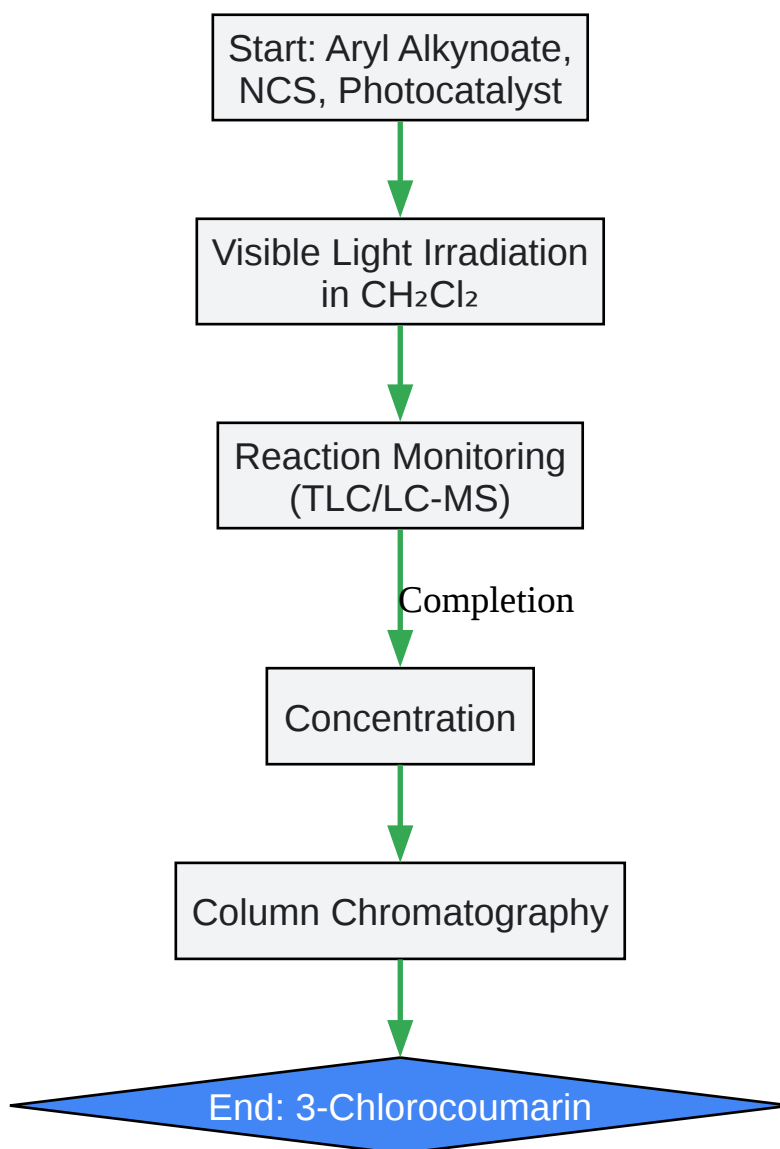 Start: Aryl Alkynoate,
NCS, Photocatalyst
Visible Light Irradiation
in CH₂Cl₂
Reaction Monitoring
(TLC/LC-MS)
Completion
Concentration
Column Chromatography
End: 3-Chlorocoumarin